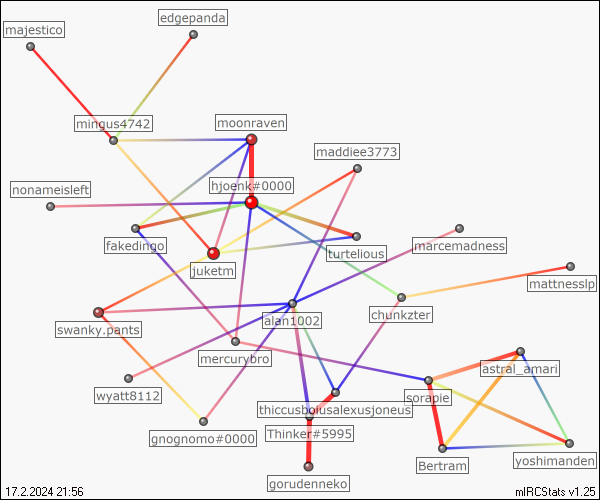 edgepanda
majestico
mingus4742
moonraven
maddiee3773
nonameisleft
hjoenk#0000
fakedingo
turtelious
marcemadness
juketm
mattnesslp
chunkzter
swanky.pants
alan1002
mercurybro
astral_amari
wyatt8112
sorapie
thiccusboiusalexusjoneus
gnognomo#0000
Thinker#5995
Bertram
yoshimanden
gorudenneko
17.2.2024 21:56
mIRCStats v1.25